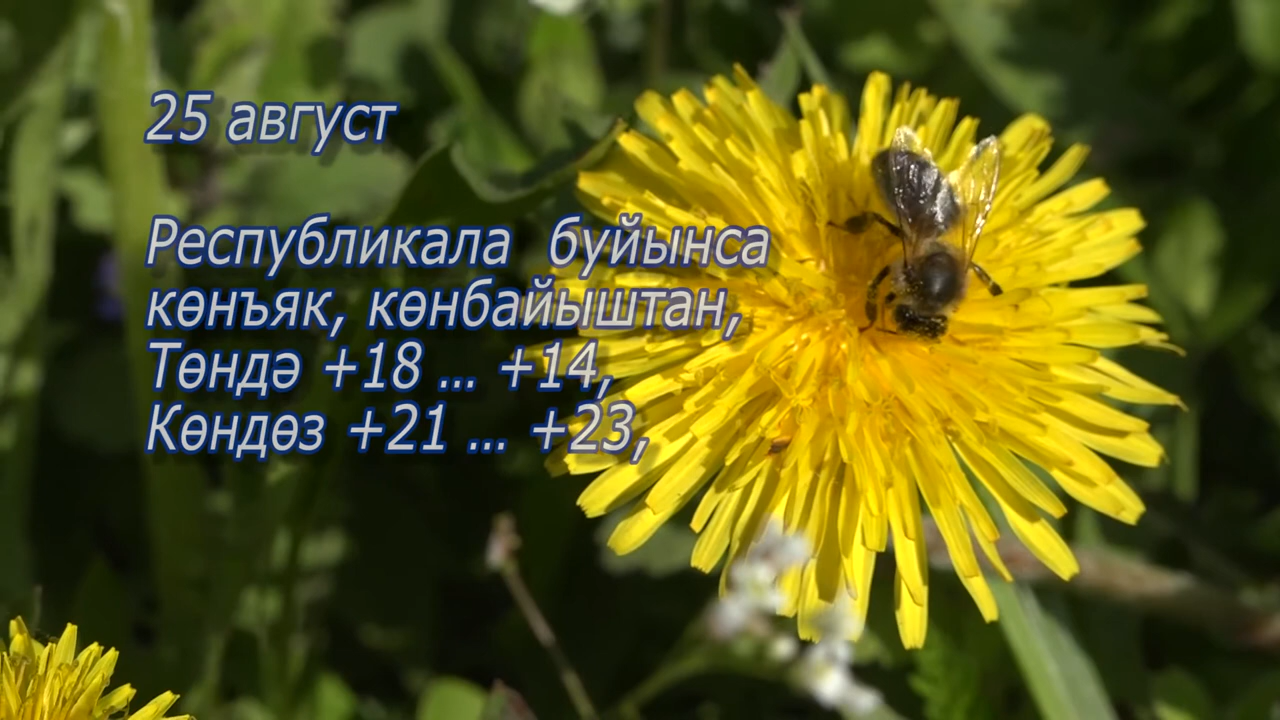 25 август
Республикала буйынса
көнъяк, көнбайыштан,
Төндә +18 ... +14,
Көндөз +21 ... +23,